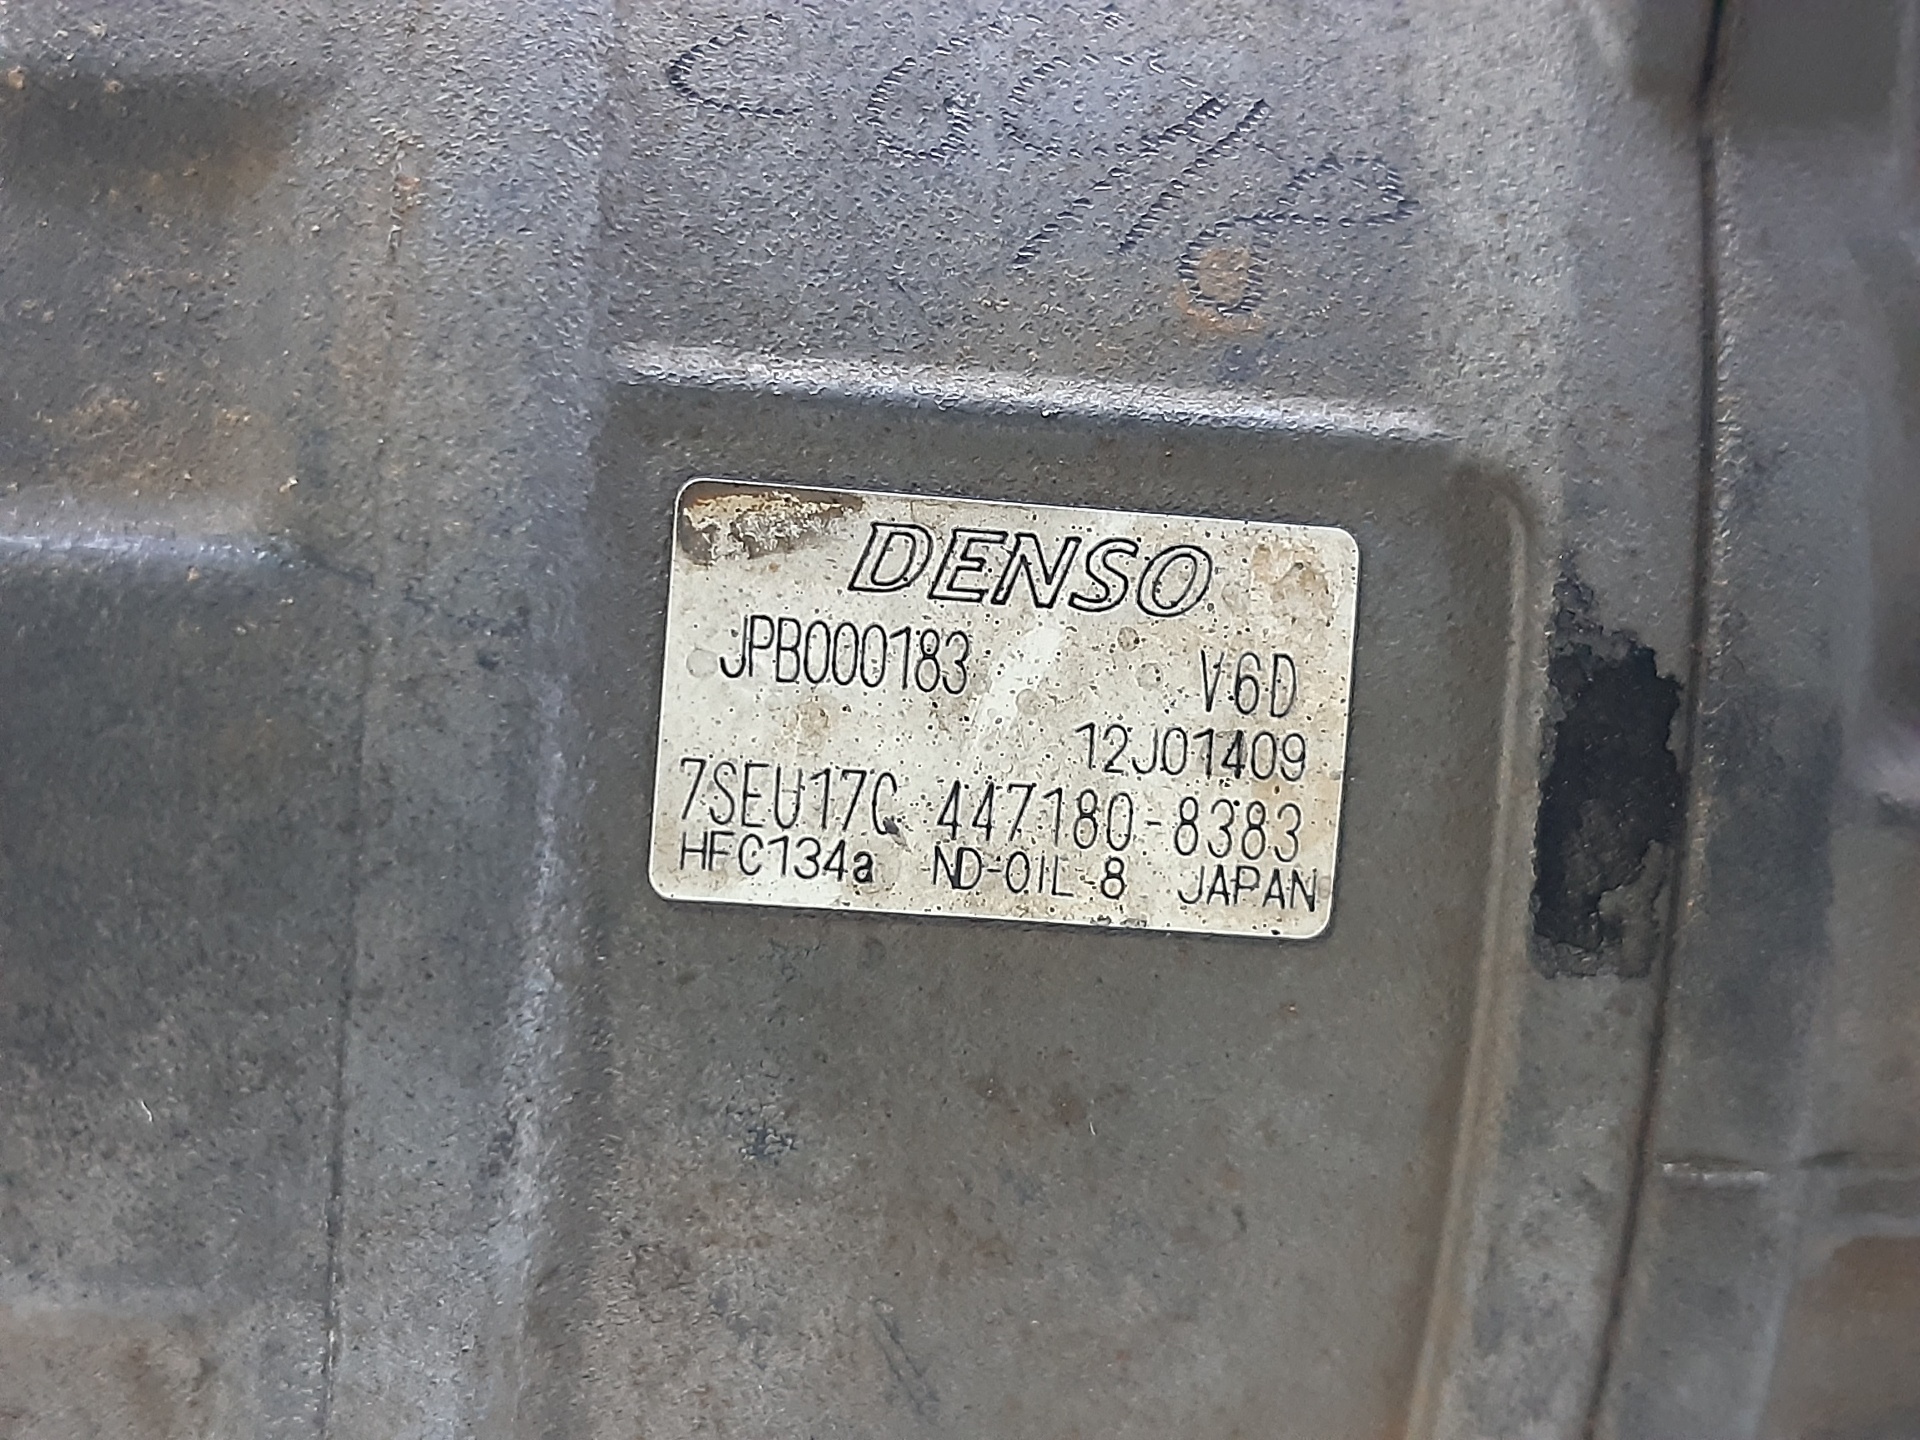 DENSO
JPB000183 V6D
12J01409
7SEU17C 447180-8383
HFC134a ND-OIL 8 JAPAN